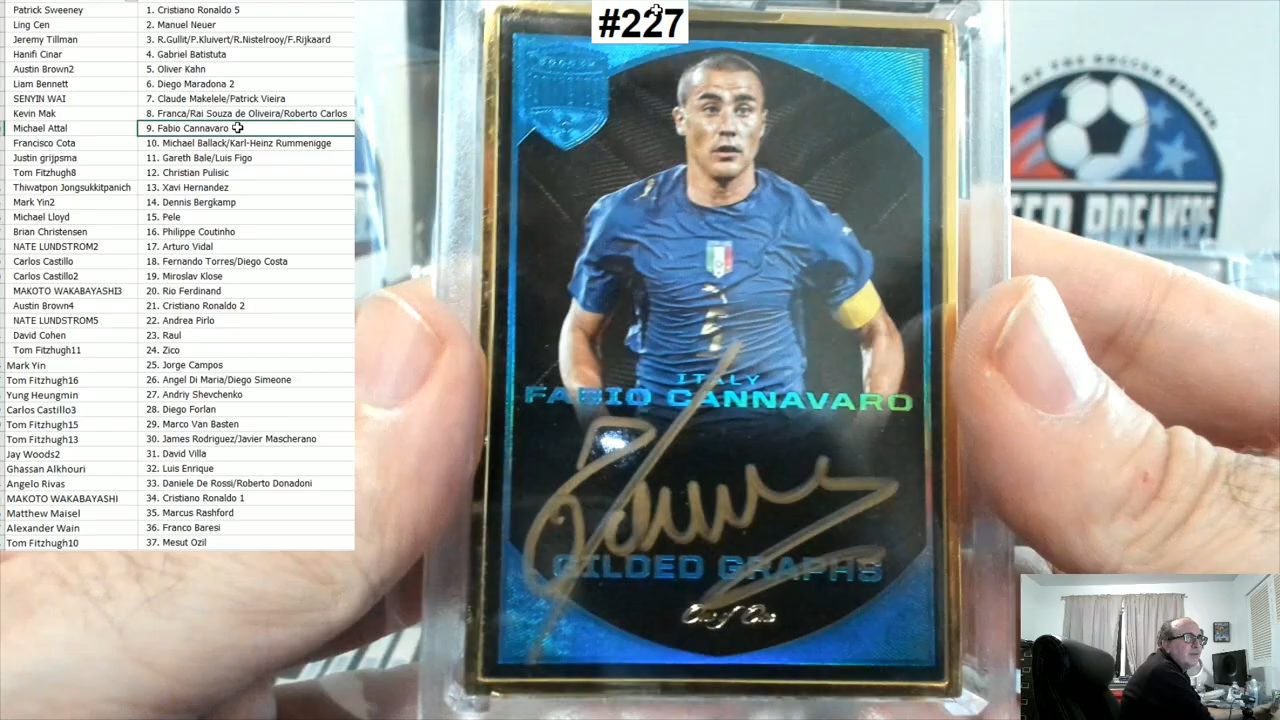 #227
Patrick Sweeney 1. Cristiano Ronaldo 5
Ling Cen 2. Manuel Neuer
Jeremy Tillman 3. R.Gullit/P.Kluivert/R.Nistelrooy/F.Rijkaard
Hanifi Cinar 4. Gabriel Batistuta
Austin Brown2 5. Oliver Kahn
Liam Bennett 6. Diego Maradona 2
SENYIN WAI 7. Claude Makelele/Patrick Vieira
Kevin Mak 8. Franca/Rai Souza de Oliveira/Roberto Carlos
Michael Attal 9. Fabio Cannavaro
Francisco Cota 10. Michael Ballack/Karl-Heinz Rummenigge
Justin grijpsma 11. Gareth Bale/Luis Figo
Tom Fitzhugh8 12. Christian Pulisic
Thivatpon Jongsukkitpanich 13. Xavi Hernandez
Mark Yin2 14. Dennis Bergkamp
Michael Lloyd 15. Pele
Brian Christensen 16. Philippe Coutinho
NATE LUNDSTROM2 17. Arturo Vidal
Carlos Castillo 18. Fernando Torres/Diego Costa
Carlos Castillo2 19. Miroslav Klose
MAKOTO WAKABAYASHI3 20. Rio Ferdinand
Austin Brown4 21. Cristiano Ronaldo 2
NATE LUNDSTROM5 22. Andrea Pirlo
David Cohen 23. Raul
Tom Fitzhugh11 24. Zico
Mark Yin 25. Jorge Campos
Tom Fitzhugh16 26. Angel Di Maria/Diego Simeone
Yung Heungmin 27. Andriy Shevchenko
Carlos Castillo3 28. Diego Forlan
Tom Fitzhugh15 29. Marco Van Basten
Tom Fitzhugh13 30. James Rodriguez/Javier Mascherano
Jay Woods2 31. David Villa
Ghassan Alkhouri 32. Luis Enrique
Angelo Rivas 33. Daniele De Rossi/Roberto Donadoni
MAKOTO WAKABAYASHI 34. Cristiano Ronaldo 1
Matthew Maisel 35. Marcus Rashford
Alexander Wain 36. Franco Baresi
Tom Fitzhugh10 37. Mesut Ozil
ITALY
FABIO CANNAVARO
GILDED GRAPHS
One of One